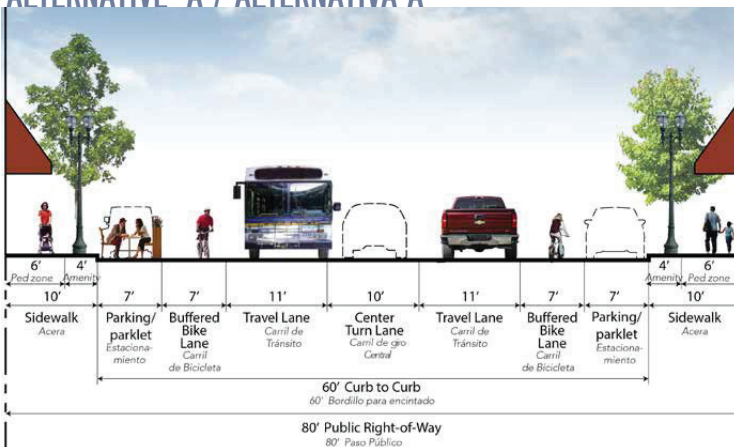 ALTERNATIVE A / ALTERNATIVA A
6' 4' 4' 6'
Ped zone Amenity Amenity Ped zone
10' 7' 7' 11' 10' 11' 7' 7' 10'
Sidewalk
Acera
Parking/
parklet
Estaciona-
miento
Buffered
Bike
Lane
Carril
de Bicicleta
Travel Lane
Carril de
Tránsito
Center
Turn Lane
Carril de giro
Central
Travel Lane
Carril de
Tránsito
Buffered
Bike
Lane
Carril
de Bicicleta
Parking/
parklet
Estaciona-
miento
Sidewalk
Acera
60' Curb to Curb
60' Bordillo para encintado
80' Public Right-of-Way
80' Paso Público